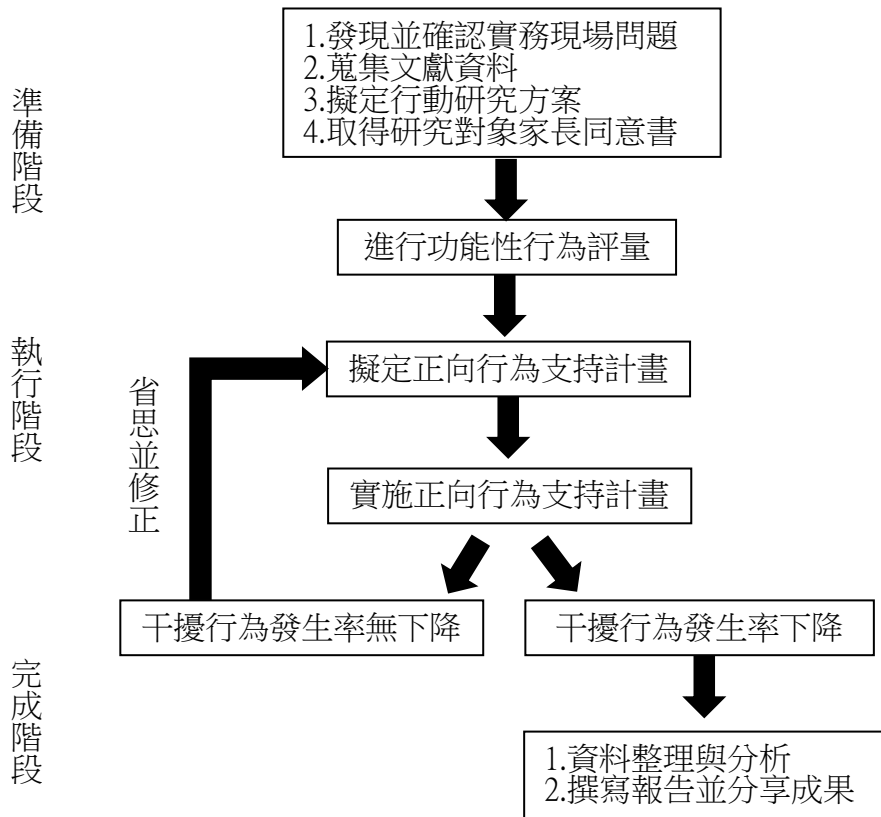 準備階段
1.發現並確認實務現場問題
2.蒐集文獻資料
3.擬定行動研究方案
4.取得研究對象家長同意書
進行功能性行為評量
執行階段
擬定正向行為支持計畫
省思並修正
實施正向行為支持計畫
干擾行為發生率無下降
干擾行為發生率下降
完成階段
1.資料整理與分析
2.撰寫報告並分享成果